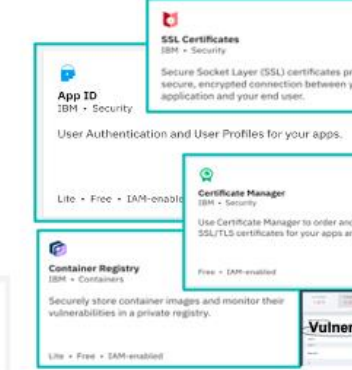 SSL Certificates
IBM • Security
Secure Socket Layer (SSL) certificates pr
secure, encrypted connection between y
application and your end user.
App ID
IBM • Security
User Authentication and User Profiles for your apps.
Lite • Free • IAM-enable
Certificate Manager
IBM • Security
Use Certificate Manager to order and
SSL/TLS certificates for your apps an
Free • IAM-enabled
Container Registry
IBM • Containers
Securely store container images and monitor their
vulnerabilities in a private registry.
Lite • Free • IAM-enabled
Vulner